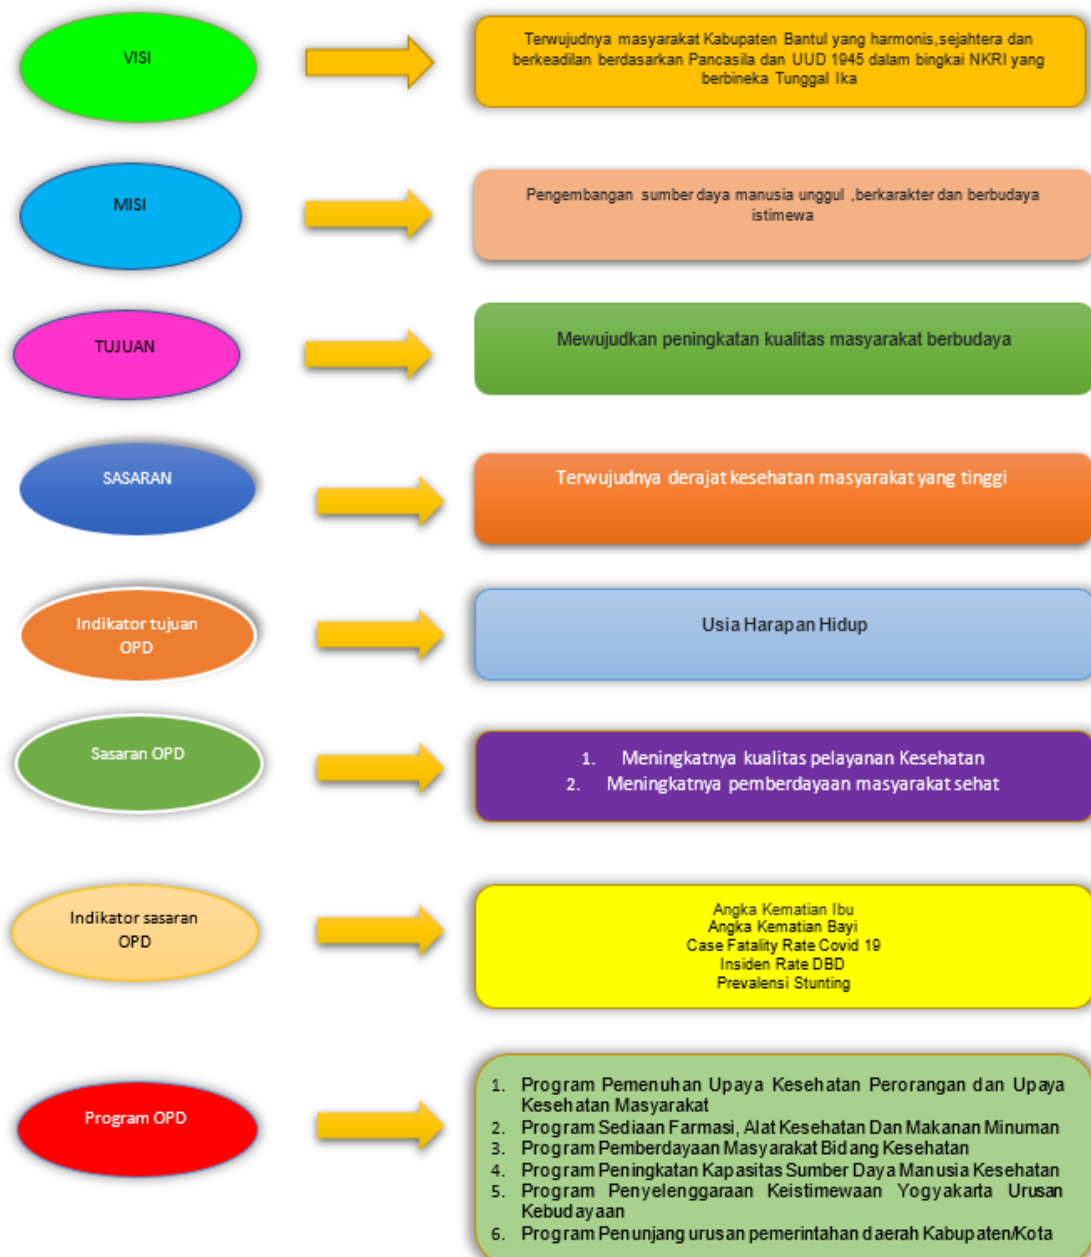 VISI
Terwujudnya masyarakat Kabupaten Bantul yang harmonis,sejahtera dan
berkeadilan berdasarkan Pancasila dan UUD 1945 dalam bingkai NKRI yang
berbineka Tunggal Ika
MISI
Pengembangan sumber daya manusia unggul ,berkarakter dan berbudaya
istimewa
TUJUAN
Mewujudkan peningkatan kualitas masyarakat berbudaya
SASARAN
Terwujudnya derajat kesehatan masyarakat yang tinggi
Indikator tujuan
OPD
Usia Harapan Hidup
Sasaran OPD
1. Meningkatnya kualitas pelayanan Kesehatan
2. Meningkatnya pemberdayaan masyarakat sehat
Indikator sasaran
OPD
Angka Kematian Ibu
Angka Kematian Bayi
Case Fatality Rate Covid 19
Insiden Rate DBD
Prevalensi Stunting
Program OPD
1. Program Pemenuhan Upaya Kesehatan Perorangan dan Upaya
Kesehatan Masyarakat
2. Program Sediaan Farmasi, Alat Kesehatan Dan Makanan Minuman
3. Program Pemberdayaan Masyarakat Bidang Kesehatan
4. Program Peningkatan Kapasitas Sumber Daya Manusia Kesehatan
5. Program Penyelenggaraan Keistimewaan Yogyakarta Urusan
Kebudayaan
6. Program Penunjang urusan pemerintahan daerah Kabupaten/Kota